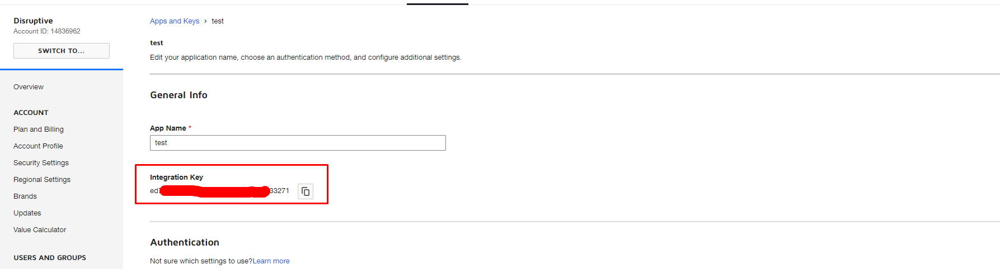 Disruptive
Account ID: 14836962
SWITCH TO...
Overview
ACCOUNT
Plan and Billing
Account Profile
Security Settings
Regional Settings
Brands
Updates
Value Calculator
USERS AND GROUPS
Apps and Keys > test
test
Edit your application name, choose an authentication method, and configure additional settings.
General Info
App Name *
test
Integration Key
ed 33271
Authentication
Not sure which settings to use?Learn more